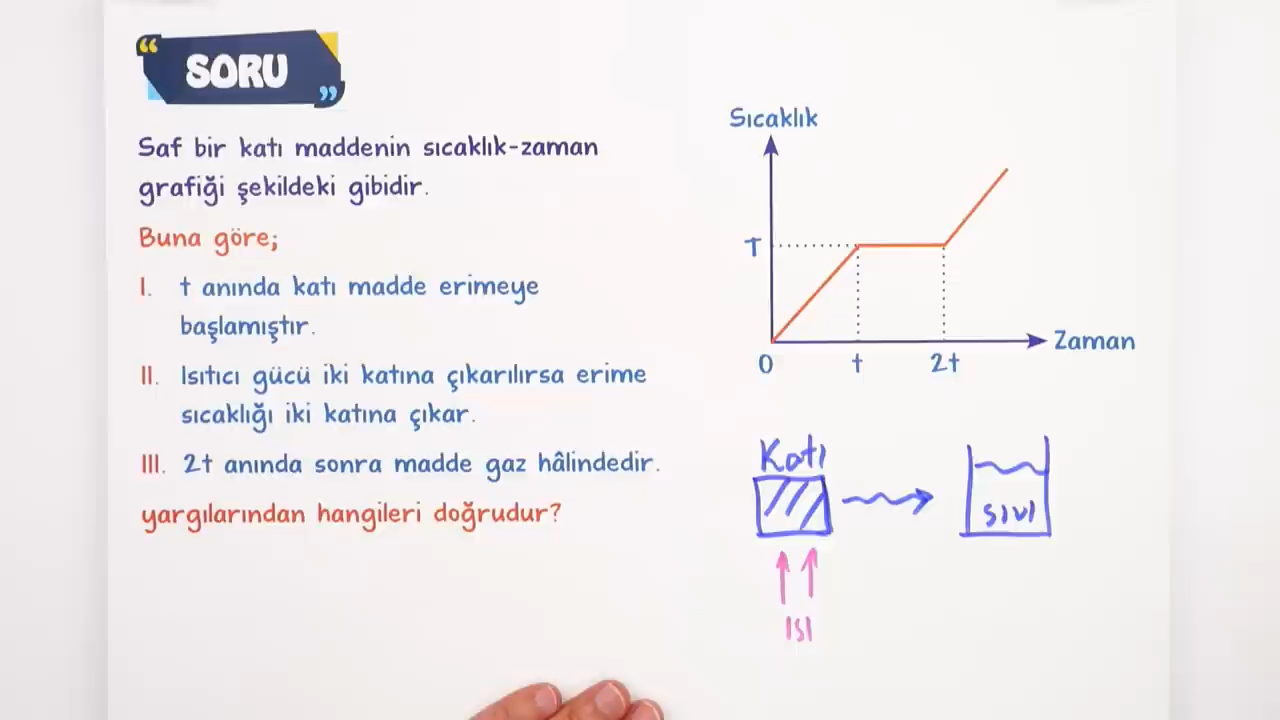 “ SORU ”
Saf bir katı maddenin sıcaklık-zaman
grafiği şekildeki gibidir.
Buna göre;
I. t anında katı madde erimeye
başlamıştır.
II. Isıtıcı gücü iki katına çıkarılırsa erime
sıcaklığı iki katına çıkar.
III. 2t anında sonra madde gaz hâlindedir.
yargılarından hangileri doğrudur?
Sıcaklık
T
0 t 2t
Zaman
Katı
sıvı
ısı